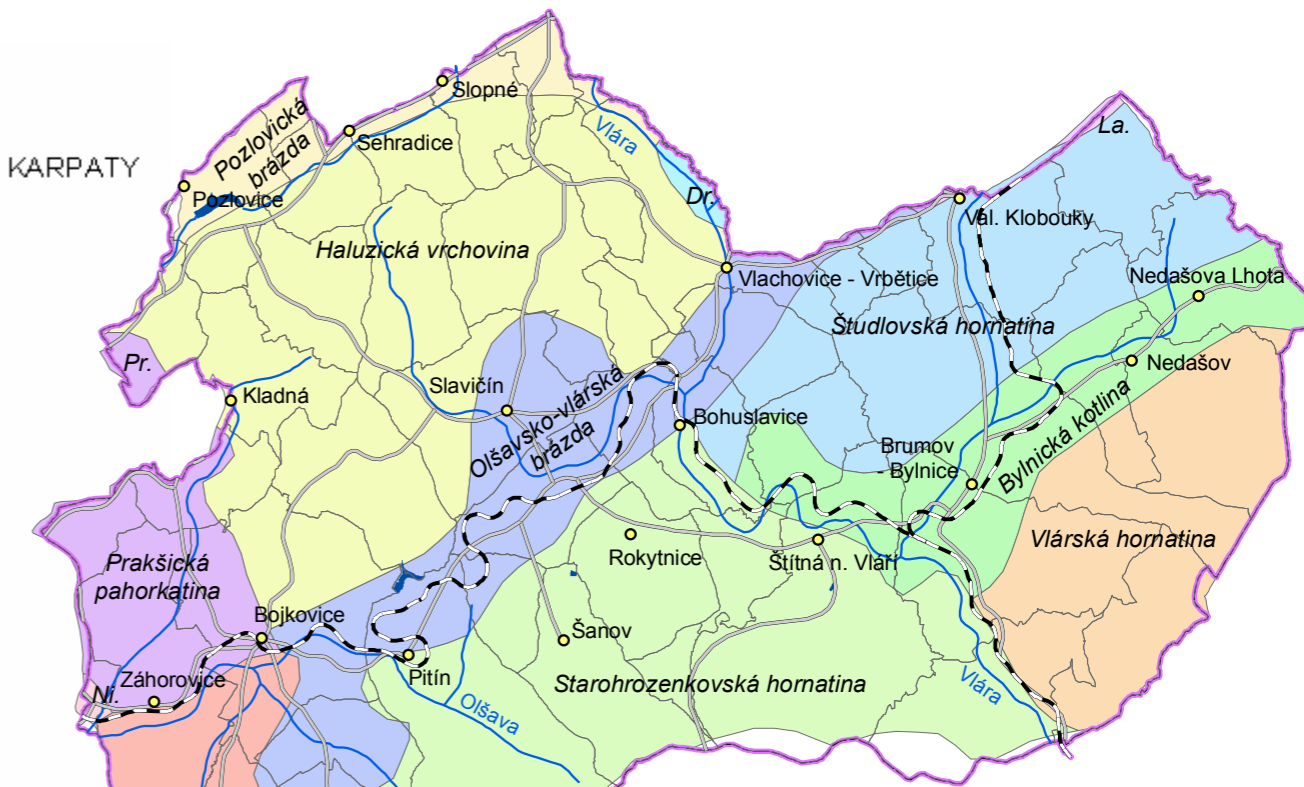 Slopné
Vlára
La.
Pozlovická
brázda
Sehradice
KARPATY
Pozlovice
Dr.
Val. Klobouky
Haluzická vrchovina
Vlachovice - Vrbětice
Nedašova Lhota
Študlovská hornatina
Pr.
Nedašov
Kladná
Slavičín
Olšavsko-vlárská
brázda
Bohuslavice
Bylnická kotlina
Brumov
- Bylnice
Rokytnice
Štítná n. Vláří
Vlárská hornatina
Prakšická
pahorkatina
Bojkovice
Šanov
Pitín
Starohrozenkovská hornatina
Vlára
Ni.
Záhorovice
Olšava